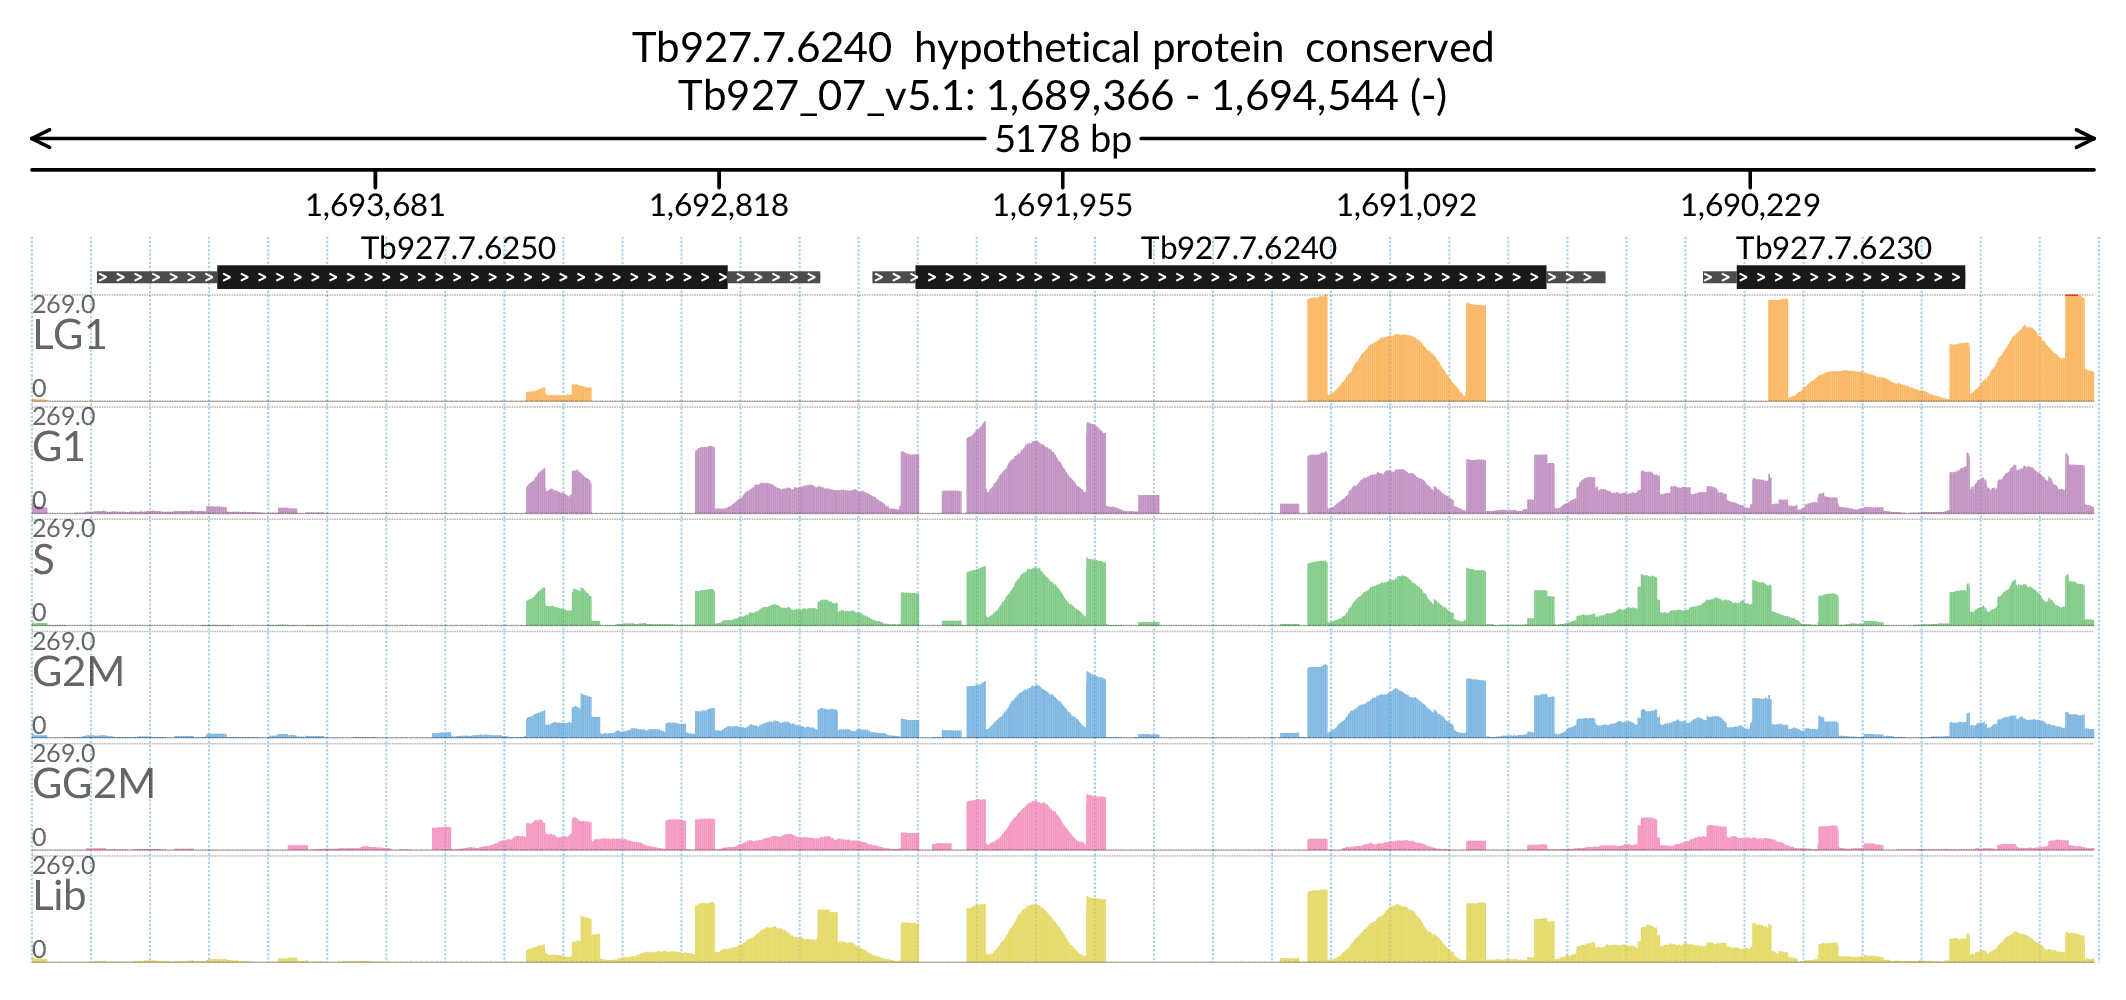 Tb927.7.6240  hypothetical protein  conserved
Tb927_07_v5.1: 1,689,366 - 1,694,544 (-)
5178 bp
1,693,681 1,692,818 1,691,955 1,691,092 1,690,229
Tb927.7.6250 Tb927.7.6240 Tb927.7.6230
269.0
LG1
0
269.0
G1
0
269.0
S
0
269.0
G2M
0
269.0
GG2M
0
269.0
Lib
0